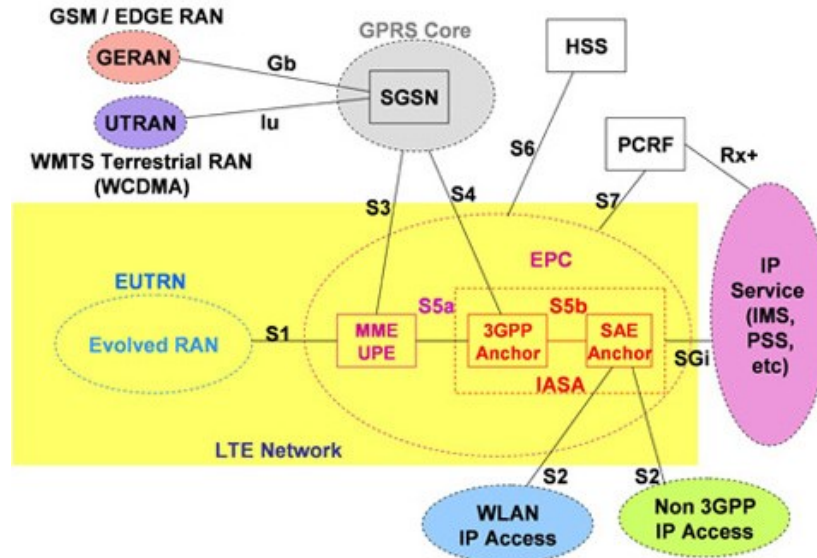 GSM / EDGE RAN
GERAN
Gb
GPRS Core
SGSN
HSS
UTRAN
Iu
WMTS Terrestrial RAN
(WCDMA)
S6
PCRF
Rx+
S3
S4
S7
EUTRN
Evolved RAN
S1
EPC
S5a
S5b
MME
UPE
3GPP
Anchor
SAE
Anchor
IASA
SGi
IP
Service
(IMS,
PSS,
etc)
LTE Network
S2
S2
WLAN
IP Access
Non 3GPP
IP Access